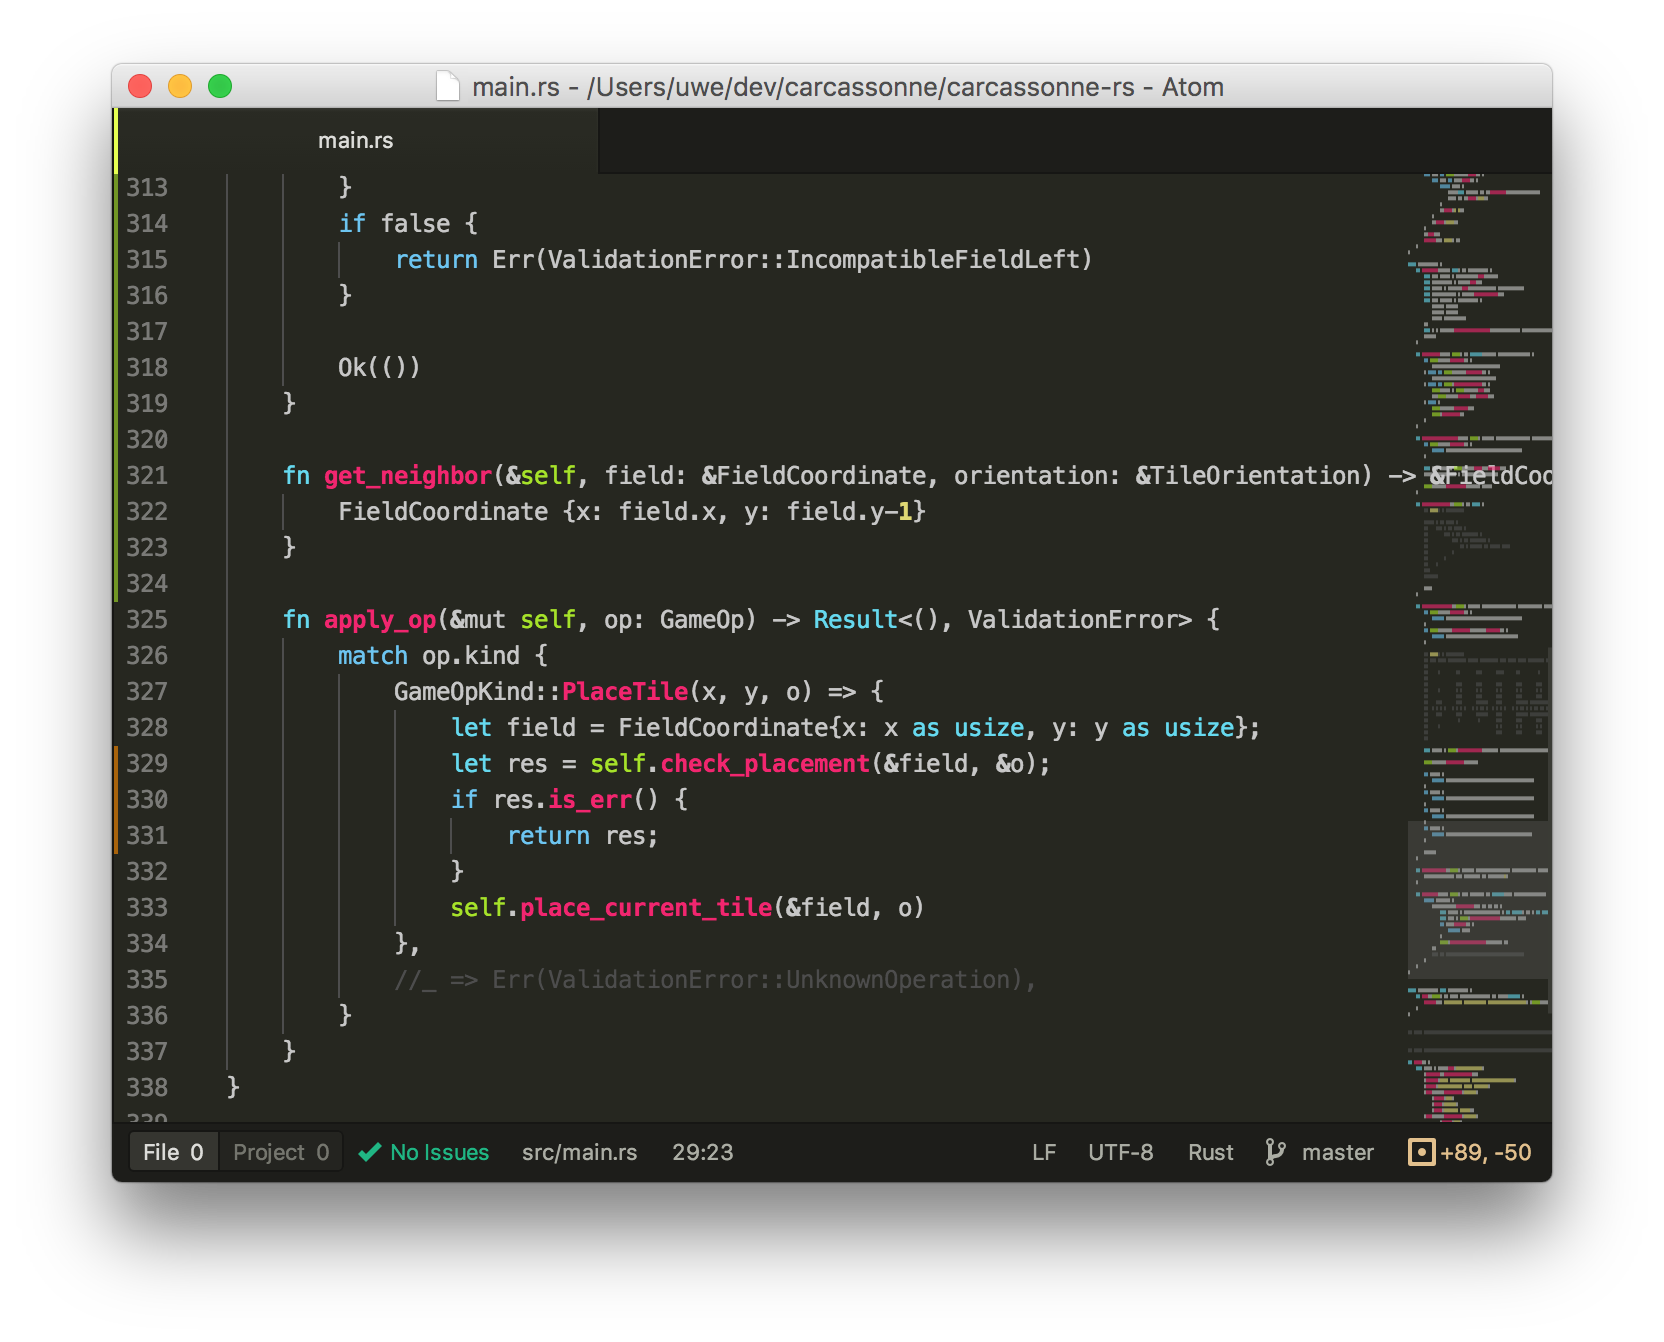 main.rs - /Users/uwe/dev/carcassonne/carcassonne-rs - Atom
main.rs
313 }
314 if false {
315 return Err(ValidationError::IncompatibleFieldLeft)
316 }
317
318 Ok(())
319 }
320
321 fn get_neighbor(&self, field: &FieldCoordinate, orientation: &TileOrientation) -> &FieldCoo
322 FieldCoordinate {x: field.x, y: field.y-1}
323 }
324
325 fn apply_op(&mut self, op: GameOp) -> Result<(), ValidationError> {
326 match op.kind {
327 GameOpKind::PlaceTile(x, y, o) => {
328 let field = FieldCoordinate{x: x as usize, y: y as usize};
329 let res = self.check_placement(&field, &o);
330 if res.is_err() {
331 return res;
332 }
333 self.place_current_tile(&field, o)
334 },
335 //_ => Err(ValidationError::UnknownOperation),
336 }
337 }
338 }
339
File 0 Project 0 No Issues src/main.rs 29:23 LF UTF-8 Rust master +89, -50